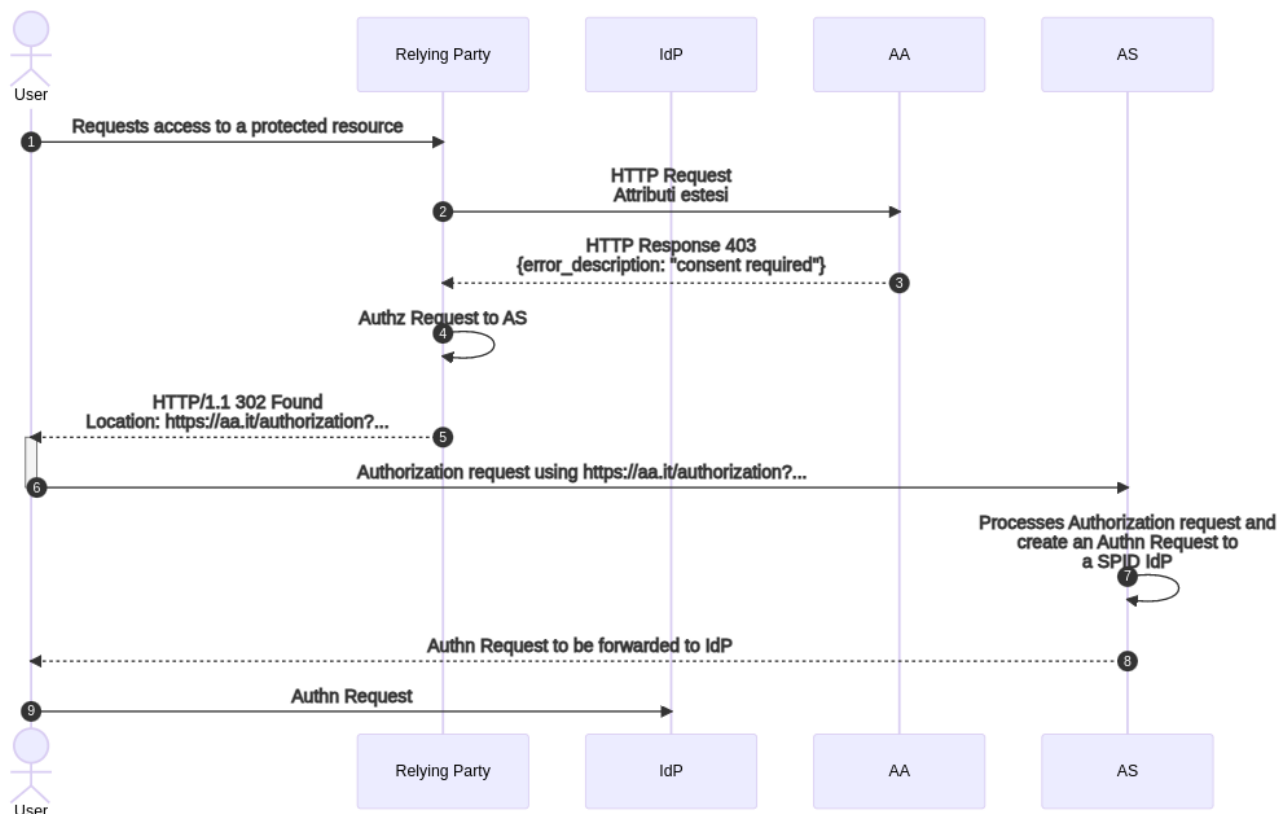 User
Relying Party
IdP
AA
AS
1
Requests access to a protected resource
HTTP Request
Attributi estesi
2
HTTP Response 403
{error_description: "consent required"}
3
Authz Request to AS
4
HTTP/1.1 302 Found
Location: https://aa.it/authorization?...
5
Authorization request using https://aa.it/authorization?...
6
Processes Authorization request and
create an Authn Request to
a SPID IdP
7
Authn Request to be forwarded to IdP
8
Authn Request
9
Relying Party
IdP
AA
AS
User